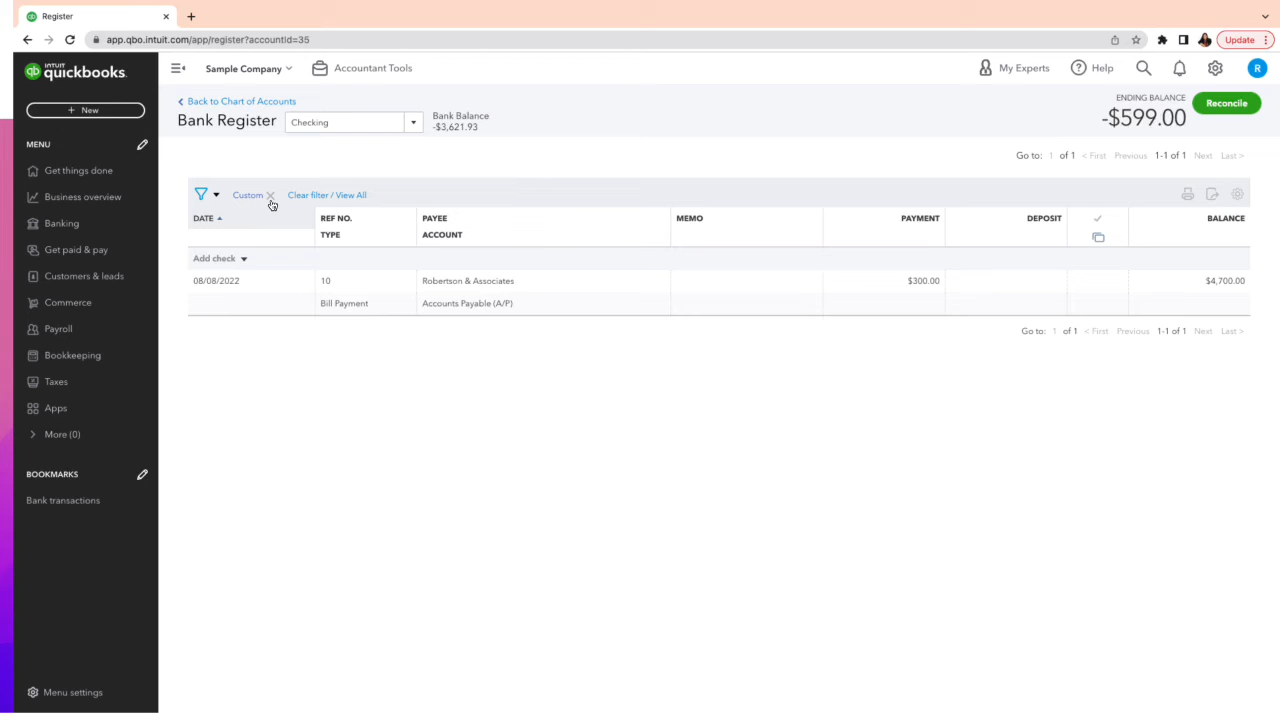 Register
app.qbo.intuit.com/app/register?accountId=35
Update
INTUIT
quickbooks.
Sample Company
Accountant Tools
My Experts
Help
R
+ New
Back to Chart of Accounts
Bank Register
Checking
Bank Balance
-$3,621.93
ENDING BALANCE
-$599.00
Reconcile
MENU
Get things done
Business overview
Banking
Get paid & pay
Customers & leads
Commerce
Payroll
Bookkeeping
Taxes
Apps
More (0)
BOOKMARKS
Bank transactions
Menu settings
Go to: 1 of 1 < First Previous 1-1 of 1 Next Last >
Custom Clear filter / View All
DATE REF NO. PAYEE MEMO PAYMENT DEPOSIT BALANCE
TYPE ACCOUNT
Add check
08/08/2022 10 Robertson & Associates $300.00 $4,700.00
Bill Payment Accounts Payable (A/P)
Go to: 1 of 1 < First Previous 1-1 of 1 Next Last >